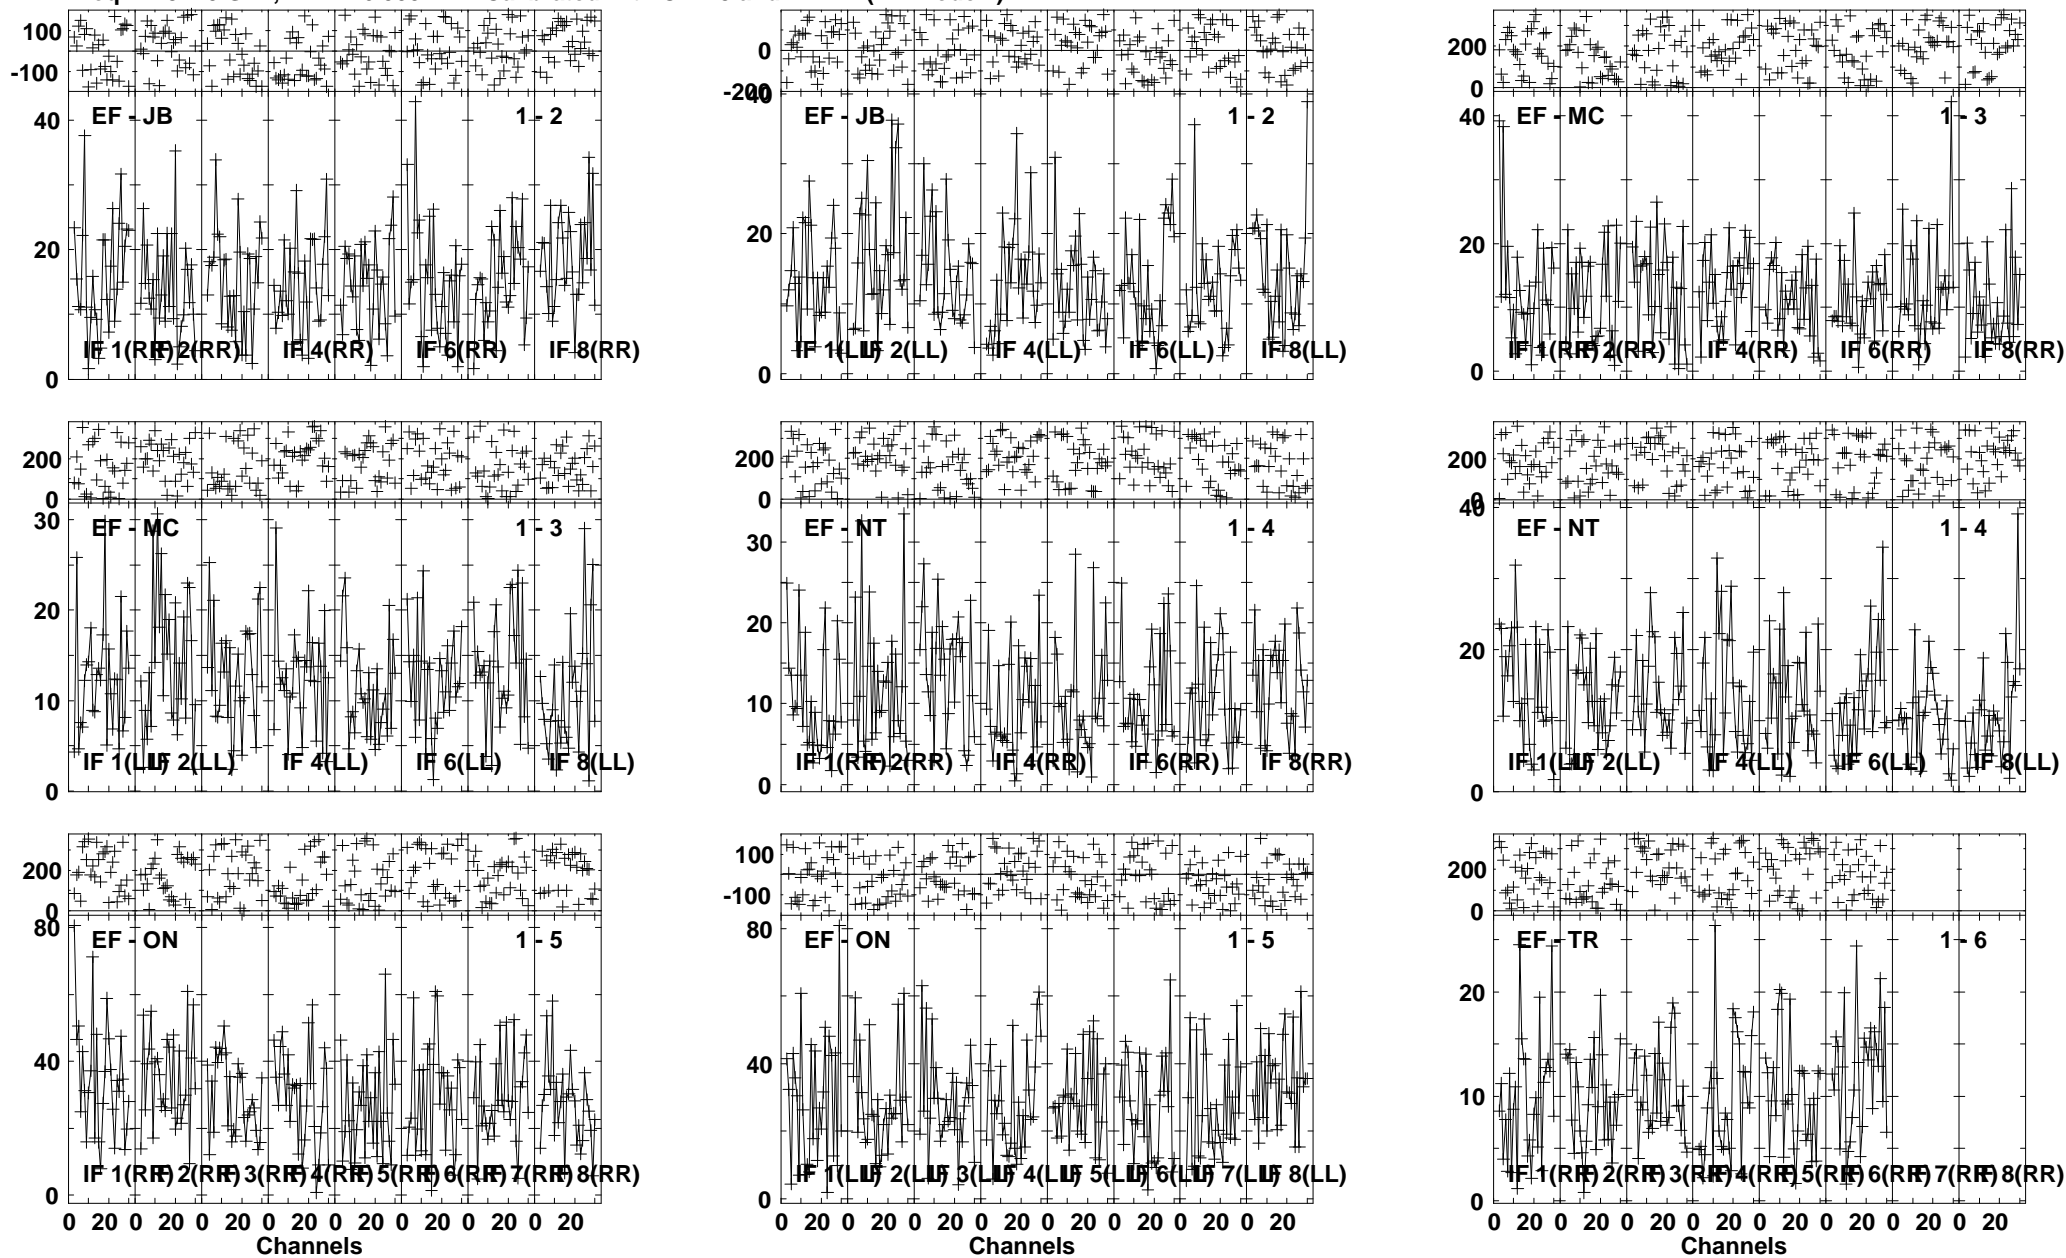 100
-100
EF - JB 1 - 2
40
20
0
IF 1(RR) IF 2(RR) IF 4(RR) IF 6(RR) IF 8(RR)
0
-200
40
EF - JB 1 - 2
20
0
IF 1(LL) IF 2(LL) IF 4(LL) IF 6(LL) IF 8(LL)
200
0
EF - MC 1 - 3
40
20
0
IF 1(RR) IF 2(RR) IF 4(RR) IF 6(RR) IF 8(RR)
200
0
EF - MC 1 - 3
30
20
10
0
IF 1(LL) IF 2(LL) IF 4(LL) IF 6(LL) IF 8(LL)
200
0
EF - NT 1 - 4
30
20
10
0
IF 1(RR) IF 2(RR) IF 4(RR) IF 6(RR) IF 8(RR)
200
0
40
EF - NT 1 - 4
20
0
IF 1(LL) IF 2(LL) IF 4(LL) IF 6(LL) IF 8(LL)
200
0
EF - ON 1 - 5
80
40
0
IF 1(RR) IF 2(RR) IF 3(RR) IF 4(RR) IF 5(RR) IF 6(RR) IF 7(RR) IF 8(RR)
0 20 0 20 0 20 0 20 0 20 0 20 0 20 0 20
Channels
100
-100
EF - ON 1 - 5
80
40
0
IF 1(LL) IF 2(LL) IF 3(LL) IF 4(LL) IF 5(LL) IF 6(LL) IF 7(LL) IF 8(LL)
0 20 0 20 0 20 0 20 0 20 0 20 0 20 0 20
Channels
200
0
EF - TR 1 - 6
20
10
0
IF 1(RR) IF 2(RR) IF 3(RR) IF 4(RR) IF 5(RR) IF 6(RR) IF 7(RR) IF 8(RR)
0 20 0 20 0 20 0 20 0 20 0 20 0 20 0 20
Channels